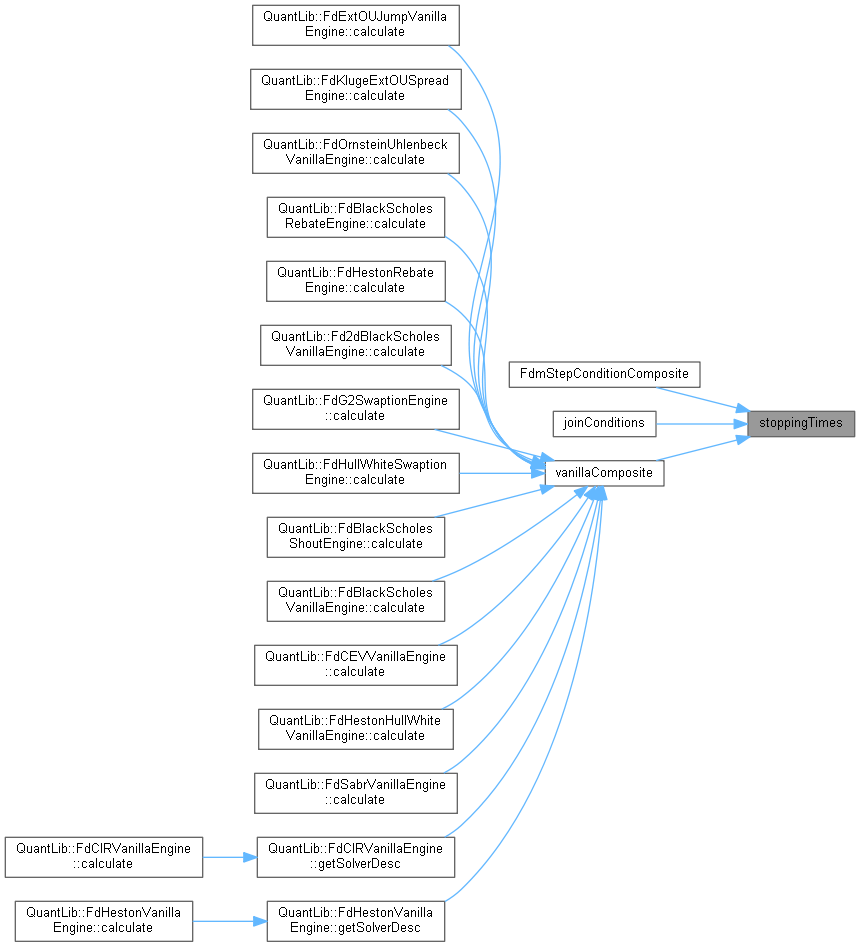 QuantLib::FdExtOUJumpVanilla
Engine::calculate
QuantLib::FdKlugeExtOUSpread
Engine::calculate
QuantLib::FdOrnsteinUhlenbeck
VanillaEngine::calculate
QuantLib::FdBlackScholes
RebateEngine::calculate
QuantLib::FdHestonRebate
Engine::calculate
QuantLib::Fd2dBlackScholes
VanillaEngine::calculate
FdmStepConditionComposite
QuantLib::FdG2SwaptionEngine
::calculate
joinConditions
stoppingTimes
QuantLib::FdHullWhiteSwaption
Engine::calculate
vanillaComposite
QuantLib::FdBlackScholes
ShoutEngine::calculate
QuantLib::FdBlackScholes
VanillaEngine::calculate
QuantLib::FdCEVVanillaEngine
::calculate
QuantLib::FdHestonHullWhite
VanillaEngine::calculate
QuantLib::FdSabrVanillaEngine
::calculate
QuantLib::FdCIRVanillaEngine
::calculate
QuantLib::FdCIRVanillaEngine
::getSolverDesc
QuantLib::FdHestonVanilla
Engine::calculate
QuantLib::FdHestonVanilla
Engine::getSolverDesc